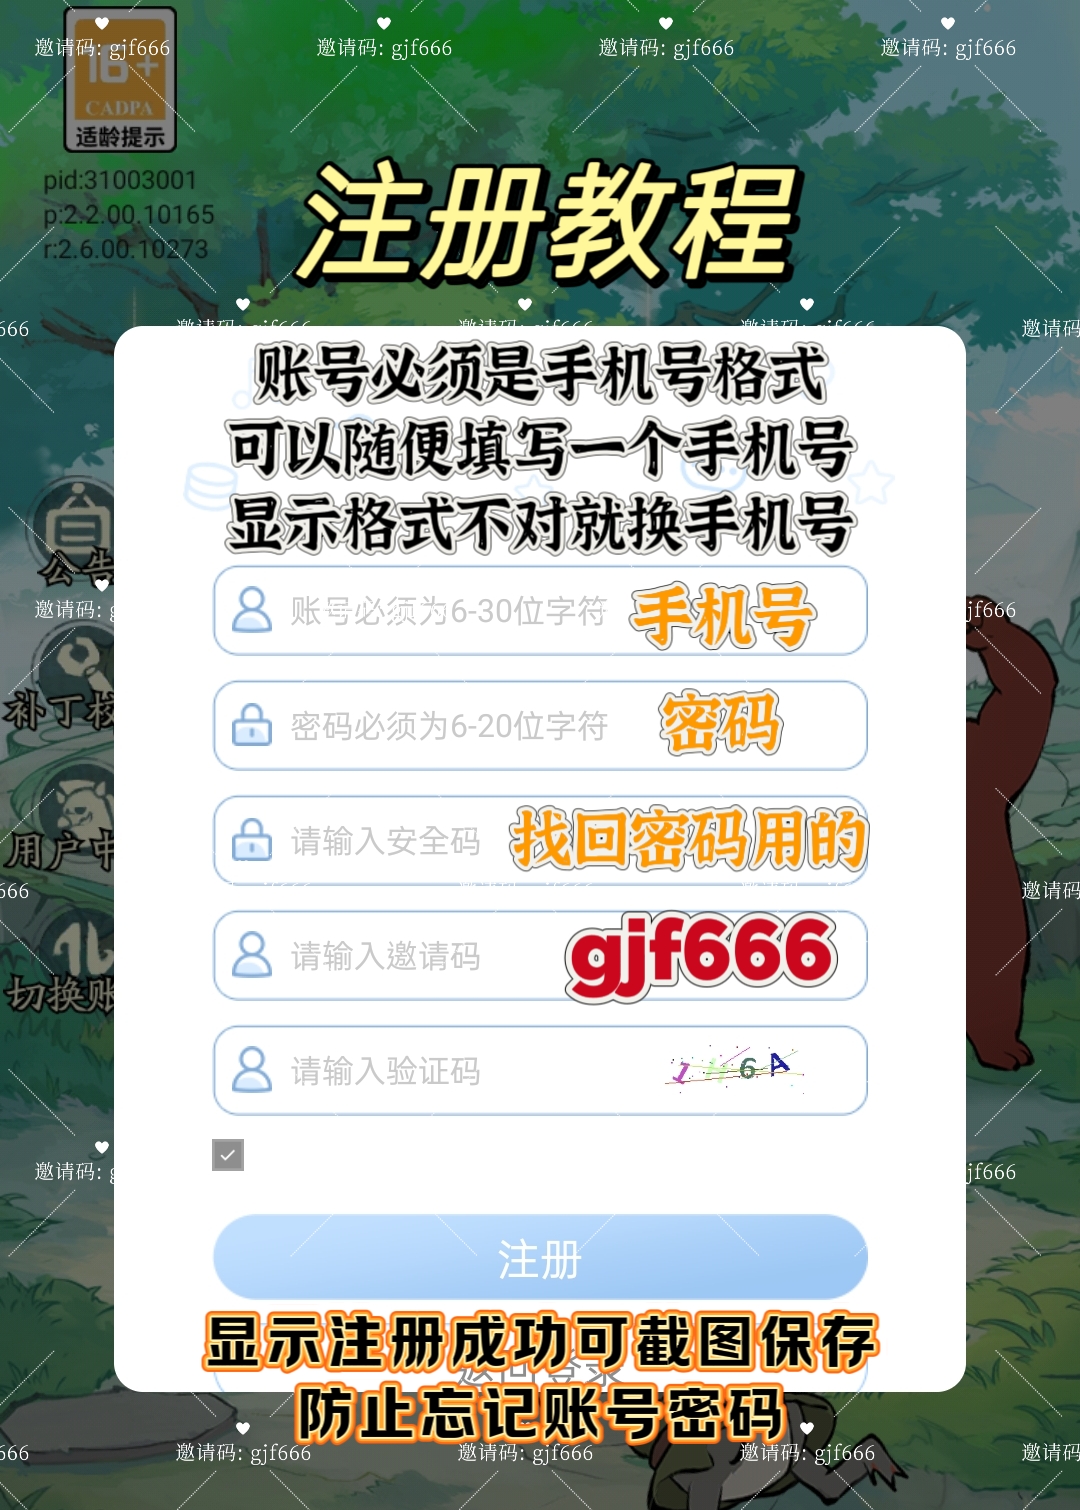 邀请码: gjf666 邀请码: gjf666 邀请码: gjf666 邀请码: gjf666
16+
CADPA
适龄提示
pid:31003001
p:2.2.00.10165
r:2.6.00.10273
注册教程
666 邀请码: gjf666 邀请码: gjf666 邀请码: gjf666 邀请码
账号必须是手机号格式
可以随便填写一个手机号
显示格式不对就换手机号
公告
账号必须为6-30位字符 手机号
邀请码: g jf666
补丁校
密码必须为6-20位字符 密码
用户中
请输入安全码 找回密码用的
666 邀请码
切换账
请输入邀请码 gjf666
请输入验证码 1 6 A
邀请码: g jf666
注册
显示注册成功可截图保存
返回登录
防止忘记账号密码
666 邀请码: gjf666 邀请码: gjf666 邀请码: gjf666 邀请码